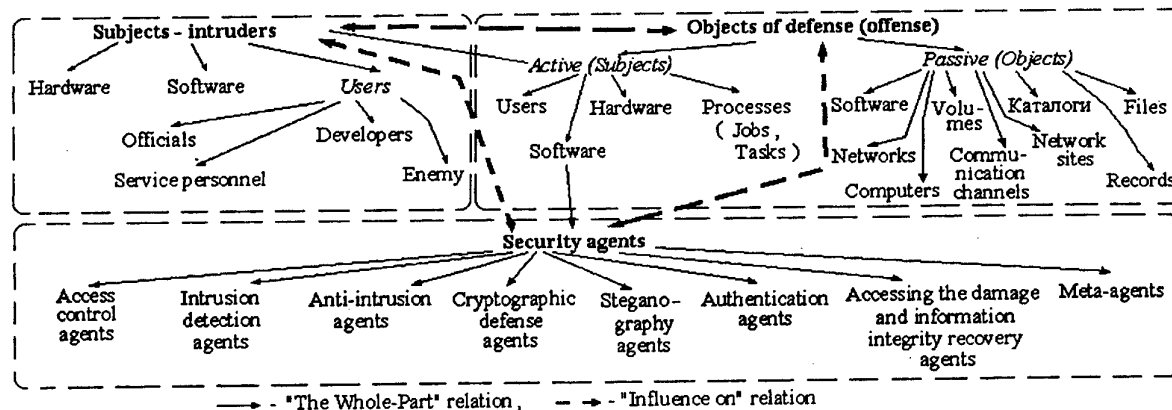 Subjects - intruders
Hardware
Software
Users
Officials
Developers
Service personnel
Enemy
Objects of defense (offense)
Active (Subjects)
Users
Hardware
Processes
( Jobs,
Tasks )
Software
Passive (Objects)
Software
Volu-
mes
Каталоги
Files
Networks
Computers
Commu-
nication
channels
Network
sites
Records
Security agents
Access
control
agents
Intrusion
detection
agents
Anti-intrusion
agents
Cryptographic
defense
agents
Stegano-
graphy
agents
Authentication
agents
Accessing the damage
and information
integrity recovery
agents
Meta-agents
- "The Whole-Part" relation,
- "Influence on" relation